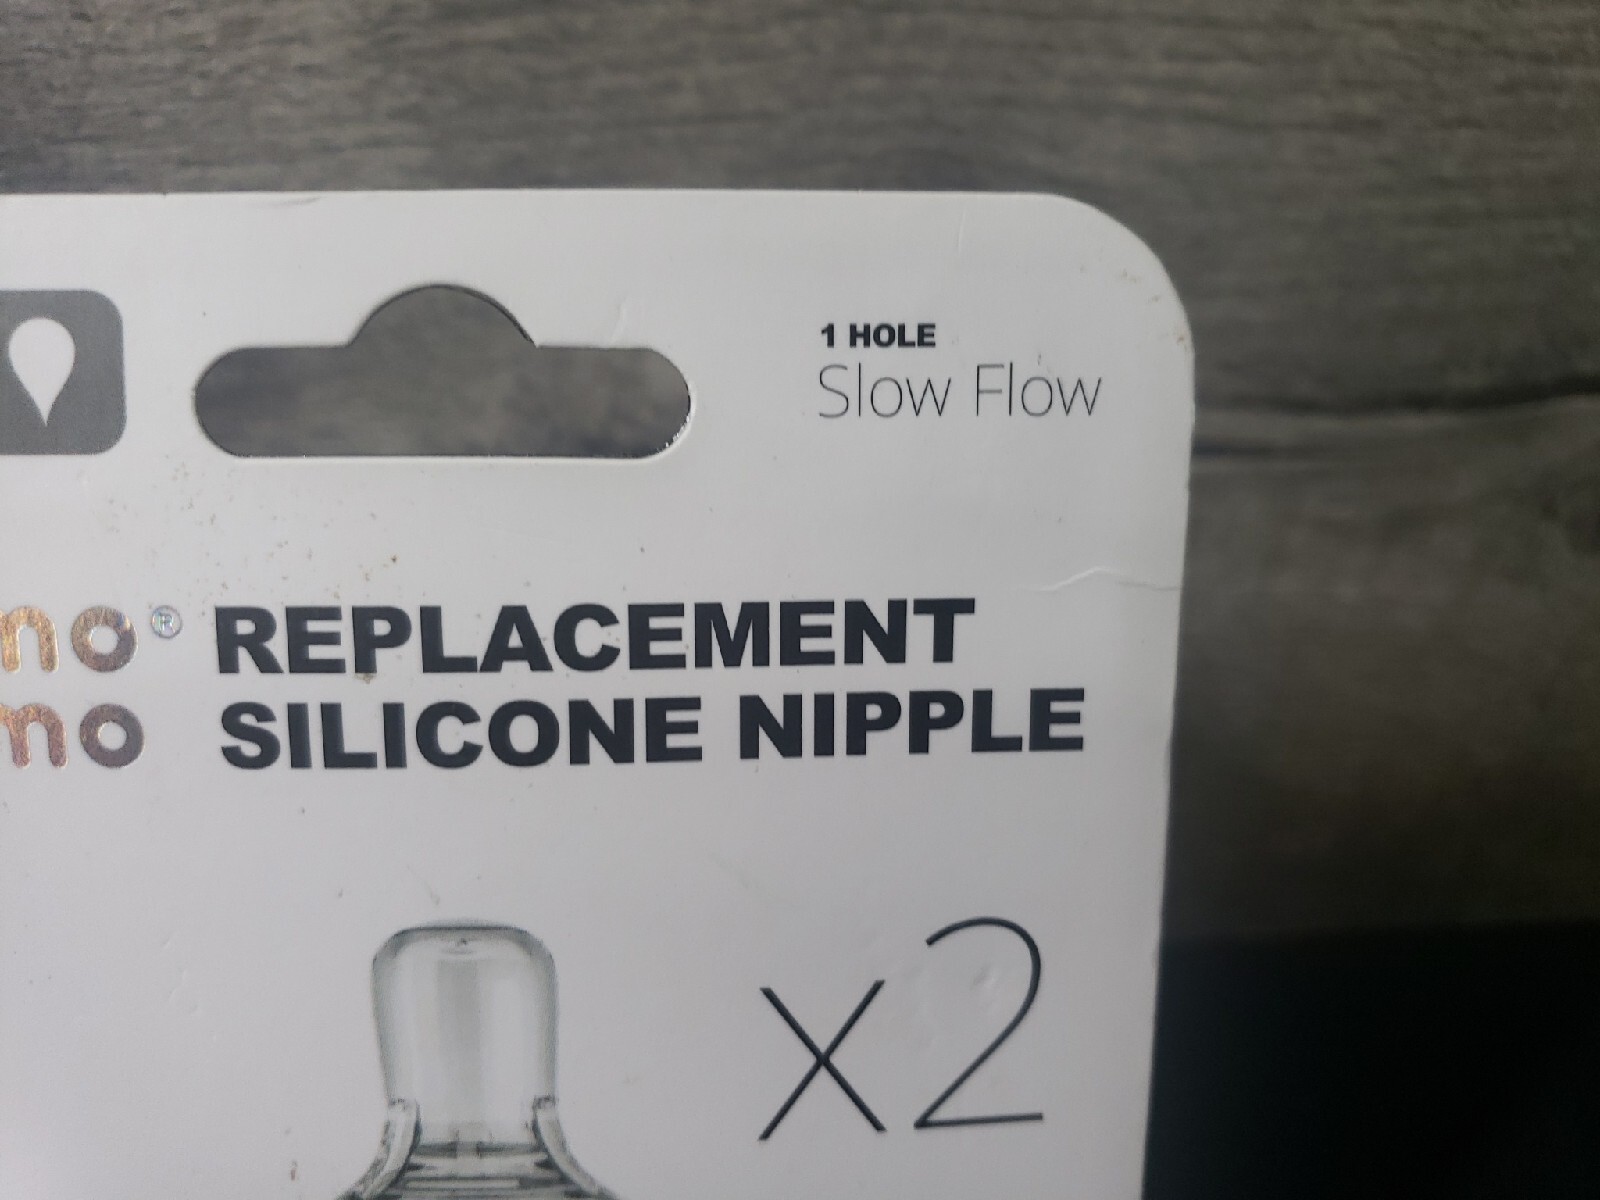 1 HOLE
Slow Flow
REPLACEMENT
SILICONE NIPPLE
x2